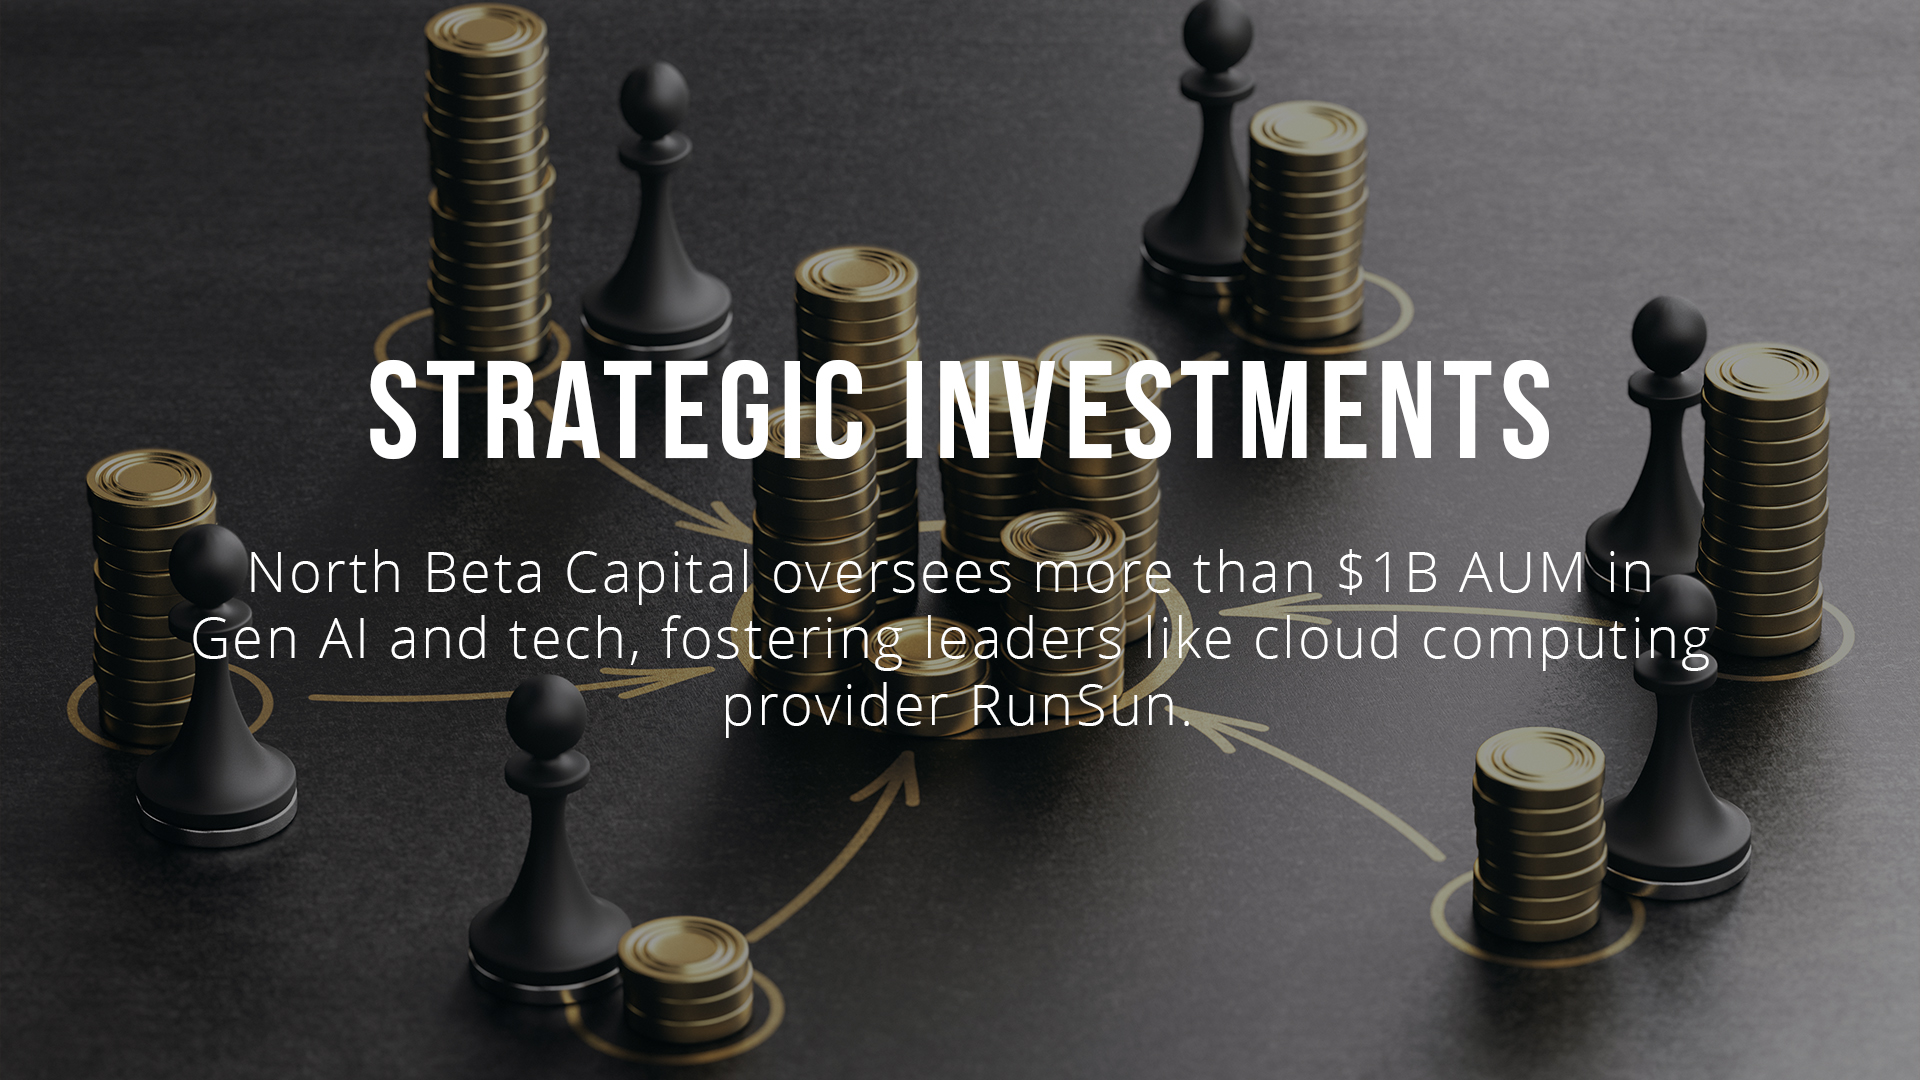 STRATEGIC INVESTMENTS
North Beta Capital oversees more than $1B AUM in
Gen AI and tech, fostering leaders like cloud computing
provider RunSun.